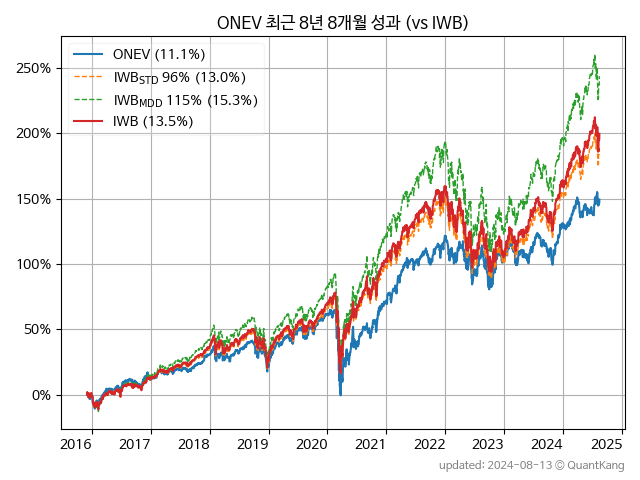 ONEV 최근 8년 8개월 성과 (vs IWB)
ONEV (11.1%)
IWBSTD 96% (13.0%)
IWBMDD 115% (15.3%)
IWB (13.5%)
250%
200%
150%
100%
50%
0%
2016 2017 2018 2019 2020 2021 2022 2023 2024 2025
updated: 2024-08-13 © QuantKang